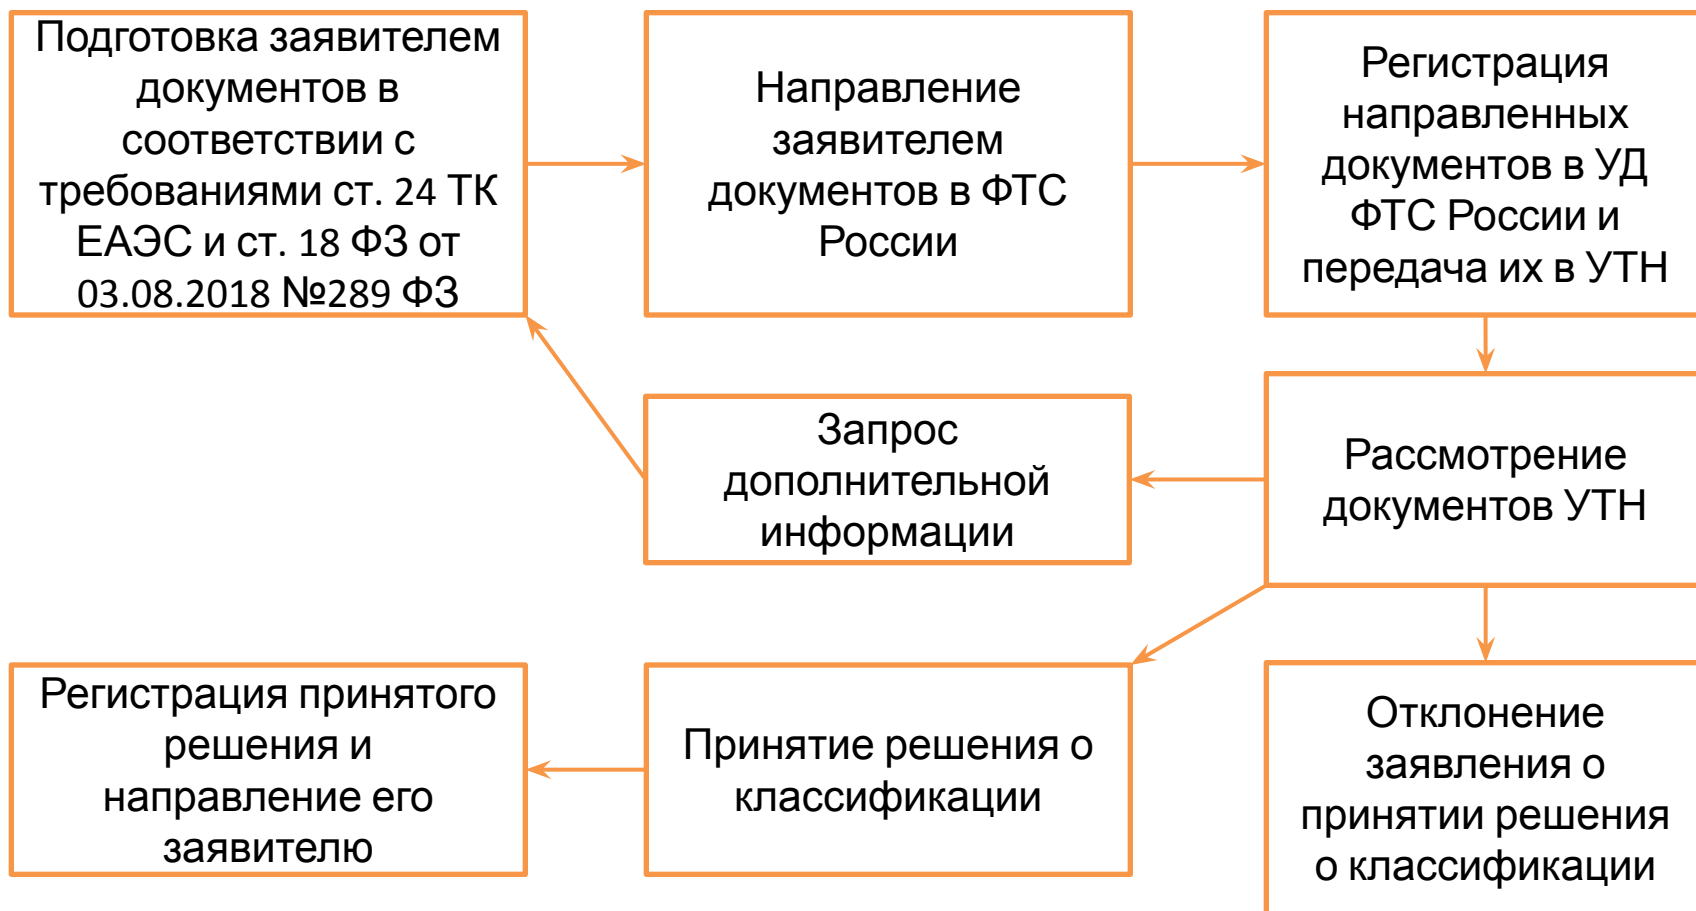 Подготовка заявителем
документов в
соответствии с
требованиями ст. 24 ТК
ЕАЭС и ст. 18 ФЗ от
03.08.2018 №289 ФЗ
Направление
заявителем
документов в ФТС
России
Регистрация
направленных
документов в УД
ФТС России и
передача их в УТН
Запрос
дополнительной
информации
Рассмотрение
документов УТН
Регистрация принятого
решения и
направление его
заявителю
Принятие решения о
классификации
Отклонение
заявления о
принятии решения
о классификации